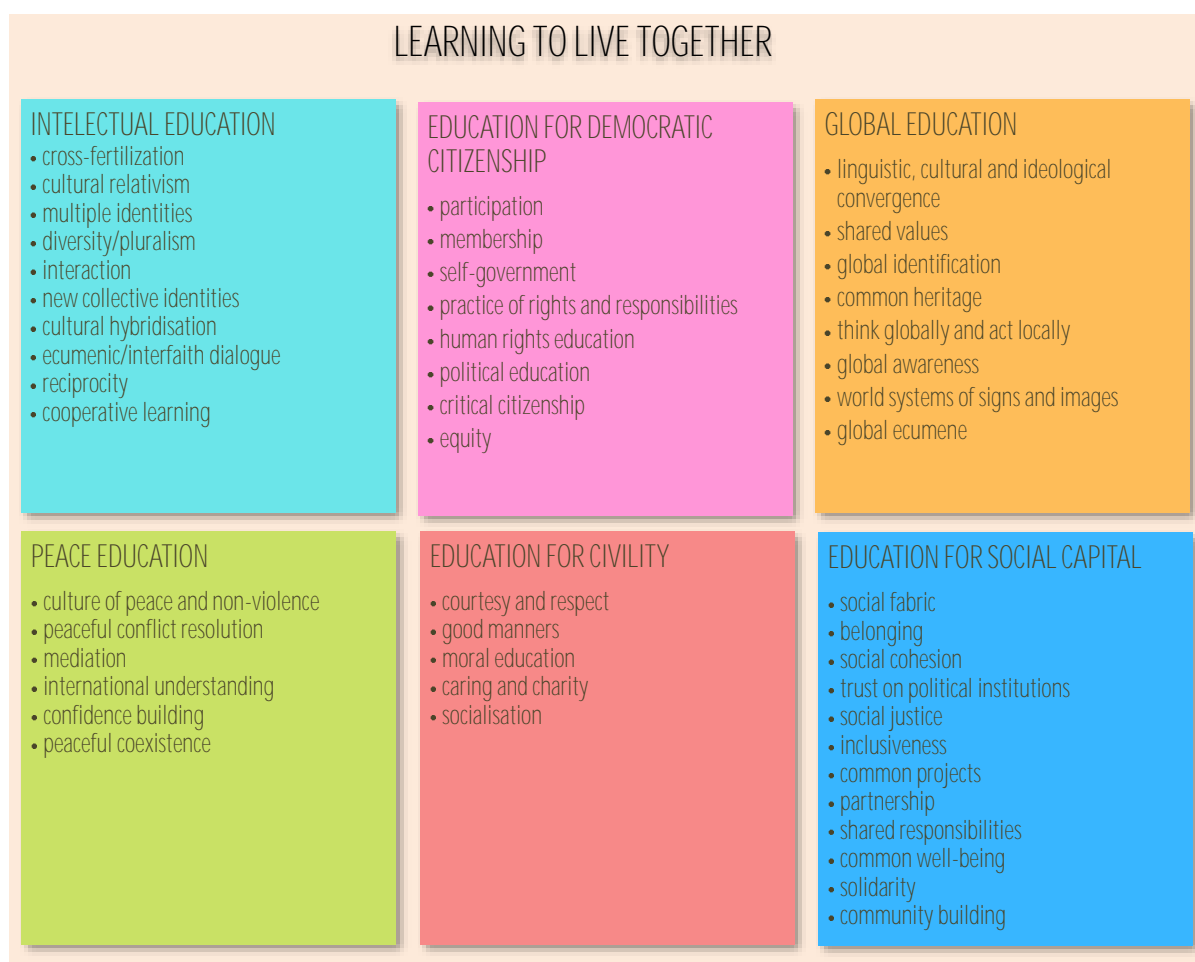 LEARNING TO LIVE TOGETHER
INTELECTUAL EDUCATION
• cross-fertilization
• cultural relativism
• multiple identities
• diversity/pluralism
• interaction
• new collective identities
• cultural hybridisation
• ecumenic/interfaith dialogue
• reciprocity
• cooperative learning
EDUCATION FOR DEMOCRATIC
CITIZENSHIP
• participation
• membership
• self-government
• practice of rights and responsibilities
• human rights education
• political education
• critical citizenship
• equity
GLOBAL EDUCATION
• linguistic, cultural and ideological
convergence
• shared values
• global identification
• common heritage
• think globally and act locally
• global awareness
• world systems of signs and images
• global ecumene
PEACE EDUCATION
• culture of peace and non-violence
• peaceful conflict resolution
• mediation
• international understanding
• confidence building
• peaceful coexistence
EDUCATION FOR CIVILITY
• courtesy and respect
• good manners
• moral education
• caring and charity
• socialisation
EDUCATION FOR SOCIAL CAPITAL
• social fabric
• belonging
• social cohesion
• trust on political institutions
• social justice
• inclusiveness
• common projects
• partnership
• shared responsibilities
• common well-being
• solidarity
• community building